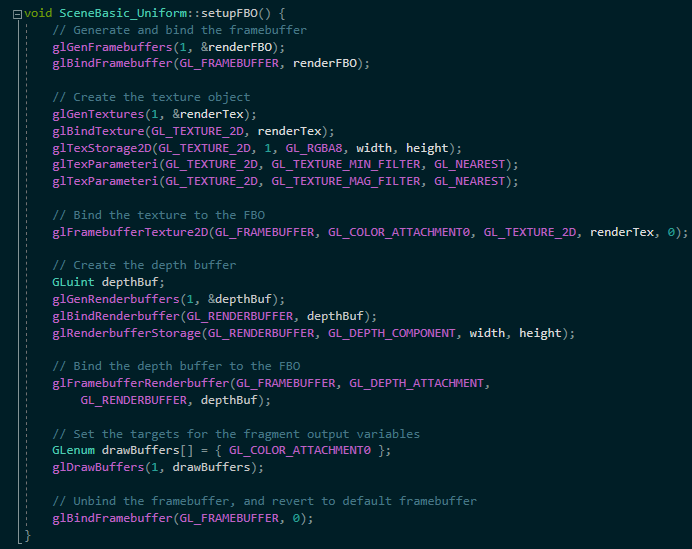 void SceneBasic_Uniform::setupFBO() {
// Generate and bind the framebuffer
glGenFramebuffers(1, &renderFBO);
glBindFramebuffer(GL_FRAMEBUFFER, renderFBO);
// Create the texture object
glGenTextures(1, &renderTex);
glBindTexture(GL_TEXTURE_2D, renderTex);
glTexStorage2D(GL_TEXTURE_2D, 1, GL_RGBA8, width, height);
glTexParameteri(GL_TEXTURE_2D, GL_TEXTURE_MIN_FILTER, GL_NEAREST);
glTexParameteri(GL_TEXTURE_2D, GL_TEXTURE_MAG_FILTER, GL_NEAREST);
// Bind the texture to the FBO
glFramebufferTexture2D(GL_FRAMEBUFFER, GL_COLOR_ATTACHMENT0, GL_TEXTURE_2D, renderTex, 0);
// Create the depth buffer
GLuint depthBuf;
glGenRenderbuffers(1, &depthBuf);
glBindRenderbuffer(GL_RENDERBUFFER, depthBuf);
glRenderbufferStorage(GL_RENDERBUFFER, GL_DEPTH_COMPONENT, width, height);
// Bind the depth buffer to the FBO
glFramebufferRenderbuffer(GL_FRAMEBUFFER, GL_DEPTH_ATTACHMENT,
GL_RENDERBUFFER, depthBuf);
// Set the targets for the fragment output variables
GLenum drawBuffers[] = { GL_COLOR_ATTACHMENT0 };
glDrawBuffers(1, drawBuffers);
// Unbind the framebuffer, and revert to default framebuffer
glBindFramebuffer(GL_FRAMEBUFFER, 0);
}